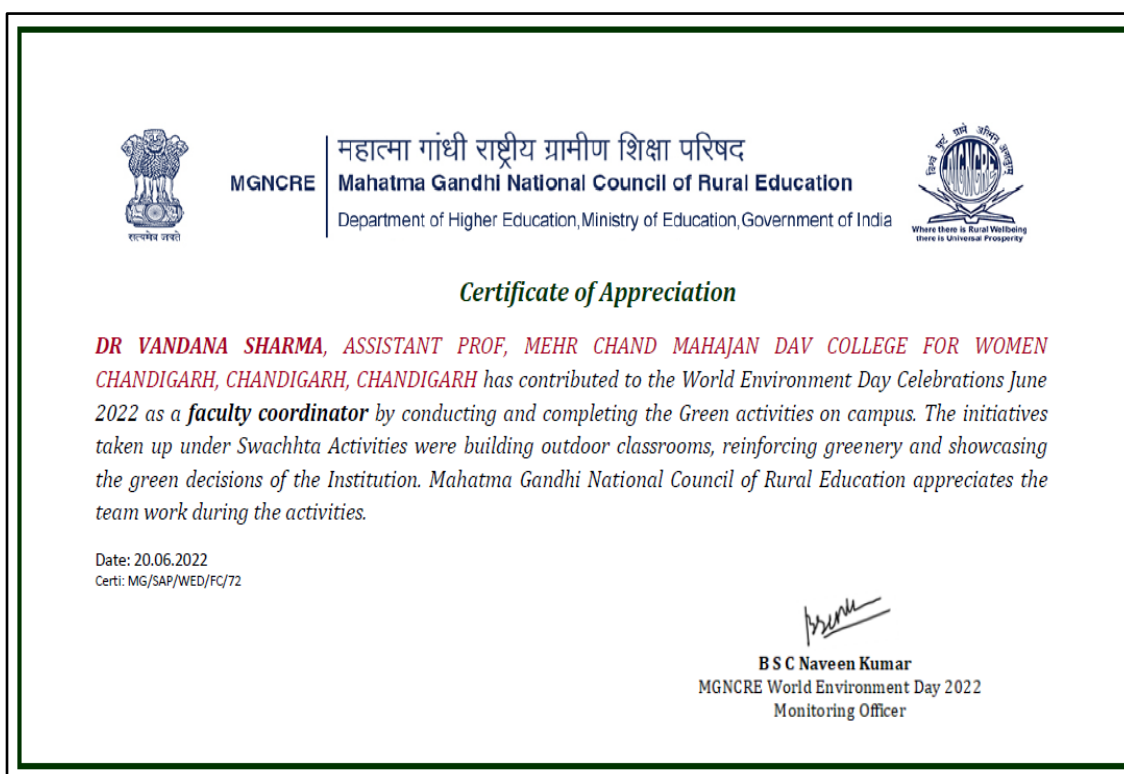 महात्मा गांधी राष्ट्रीय ग्रामीण शिक्षा परिषद
MGNCRE
Mahatma Gandhi National Council of Rural Education
Department of Higher Education,Ministry of Education,Government of India
सत्यमेव जयते
MGNCRE
Where there is Rural Wellbeing
there is Universal Prosperity
Certificate of Appreciation
DR VANDANA SHARMA, ASSISTANT PROF, MEHR CHAND MAHAJAN DAV COLLEGE FOR WOMEN
CHANDIGARH, CHANDIGARH, CHANDIGARH has contributed to the World Environment Day Celebrations June
2022 as a faculty coordinator by conducting and completing the Green activities on campus. The initiatives
taken up under Swachhta Activities were building outdoor classrooms, reinforcing greenery and showcasing
the green decisions of the Institution. Mahatma Gandhi National Council of Rural Education appreciates the
team work during the activities.
Date: 20.06.2022
Certi: MG/SAP/WED/FC/72
B S C Naveen Kumar
MGNCRE World Environment Day 2022
Monitoring Officer